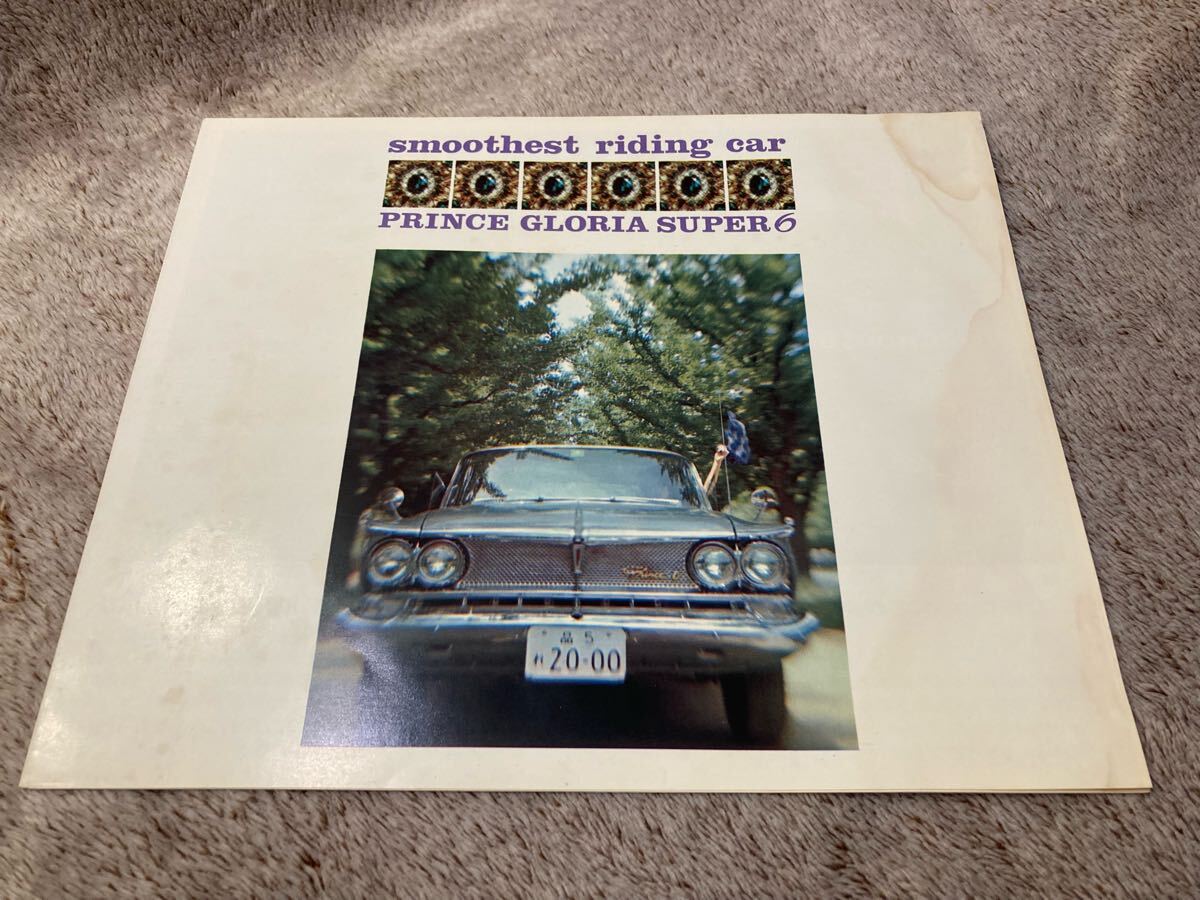 smoothest riding car
PRINCE GLORIA SUPER6
品 5
20-00